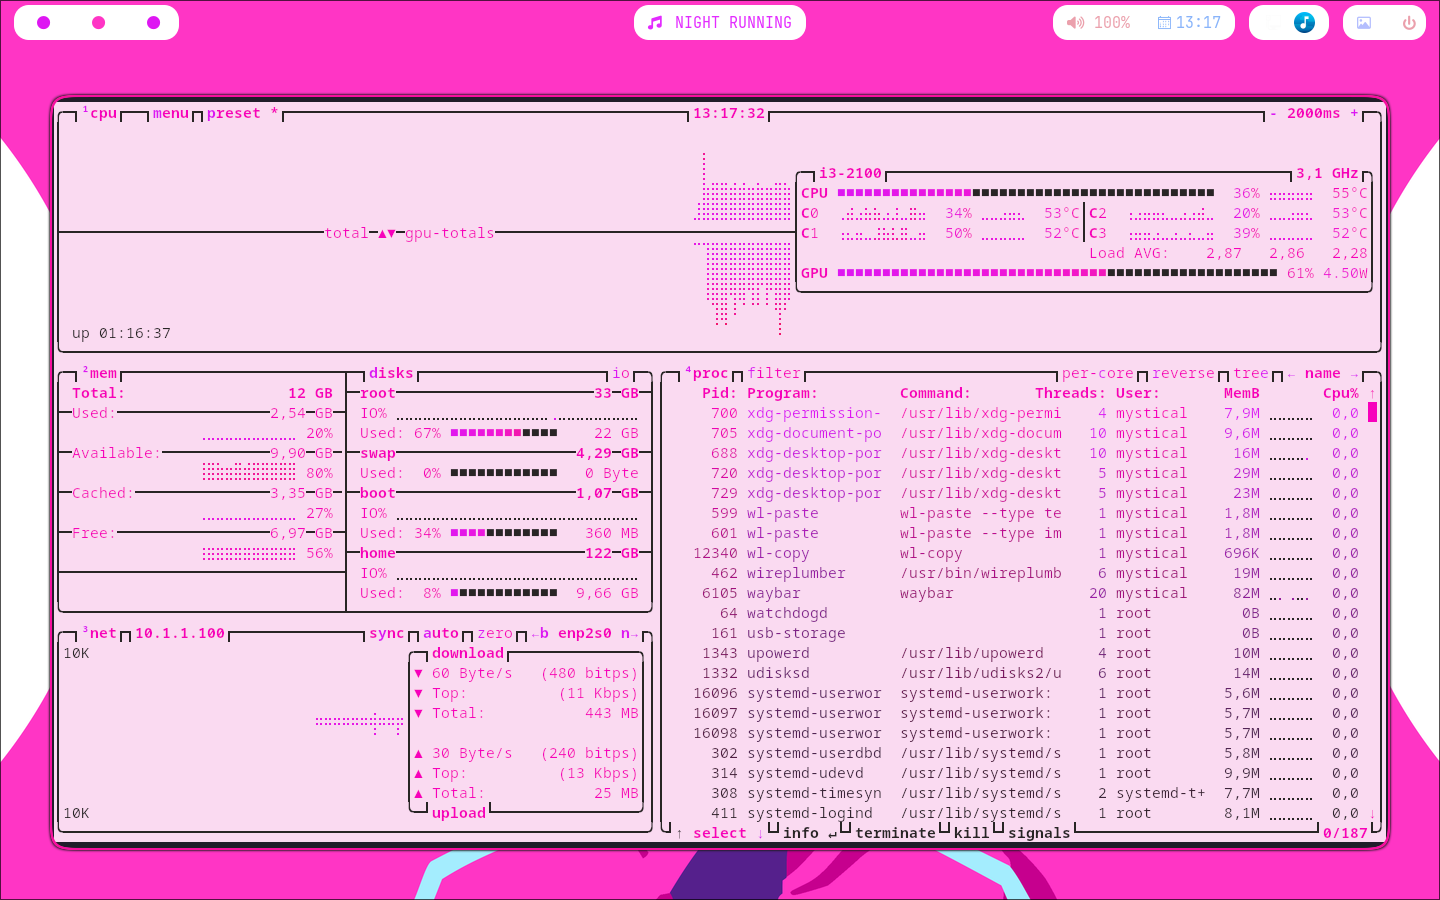 NIGHT RUNNING
100%
13:17
¹cpu menu preset * 13:17:32 - 2000ms +
i3-2100 3,1 GHz
CPU 36% 55°C
C0 34% 53°C C2 20% 53°C
C1 50% 52°C C3 39% 52°C
Load AVG: 2,87 2,86 2,28
GPU 61% 4.50W
total ▲▼ gpu-totals
up 01:16:37
²mem
Total: 12 GB
Used: 2,54 GB
20%
Available: 9,90 GB
80%
Cached: 3,35 GB
27%
Free: 6,97 GB
56%
disks io
root 33 GB
IO%
Used: 67% 22 GB
swap 4,29 GB
Used: 0% 0 Byte
boot 1,07 GB
IO%
Used: 34% 360 MB
home 122 GB
IO%
Used: 8% 9,66 GB
³net 10.1.1.100 sync auto zero ←b enp2s0 n→
10K
download
▼ 60 Byte/s (480 bitps)
▼ Top: (11 Kbps)
▼ Total: 443 MB
▲ 30 Byte/s (240 bitps)
▲ Top: (13 Kbps)
▲ Total: 25 MB
upload
10K
⁴proc filter per-core reverse tree ← name →
Pid: Program: Command: Threads: User: MemB Cpu% ↑
700 xdg-permission- /usr/lib/xdg-permi 4 mystical 7,9M 0,0
705 xdg-document-po /usr/lib/xdg-docum 10 mystical 9,6M 0,0
688 xdg-desktop-por /usr/lib/xdg-deskt 10 mystical 16M 0,0
720 xdg-desktop-por /usr/lib/xdg-deskt 5 mystical 29M 0,0
729 xdg-desktop-por /usr/lib/xdg-deskt 5 mystical 23M 0,0
599 wl-paste wl-paste --type te 1 mystical 1,8M 0,0
601 wl-paste wl-paste --type im 1 mystical 1,8M 0,0
12340 wl-copy wl-copy 1 mystical 696K 0,0
462 wireplumber /usr/bin/wireplumb 6 mystical 19M 0,0
6105 waybar waybar 20 mystical 82M 0,0
64 watchdogd 1 root 0B 0,0
161 usb-storage 1 root 0B 0,0
1343 upowerd /usr/lib/upowerd 4 root 10M 0,0
1332 udisksd /usr/lib/udisks2/u 6 root 14M 0,0
16096 systemd-userwor systemd-userwork: 1 root 5,6M 0,0
16097 systemd-userwor systemd-userwork: 1 root 5,7M 0,0
16098 systemd-userwor systemd-userwork: 1 root 5,7M 0,0
302 systemd-userdbd /usr/lib/systemd/s 1 root 5,8M 0,0
314 systemd-udevd /usr/lib/systemd/s 1 root 9,9M 0,0
308 systemd-timesyn /usr/lib/systemd/s 2 systemd-t+ 7,7M 0,0
411 systemd-logind /usr/lib/systemd/s 1 root 8,1M 0,0 ↓
↑ select ↓ info ↵ terminate kill signals 0/187